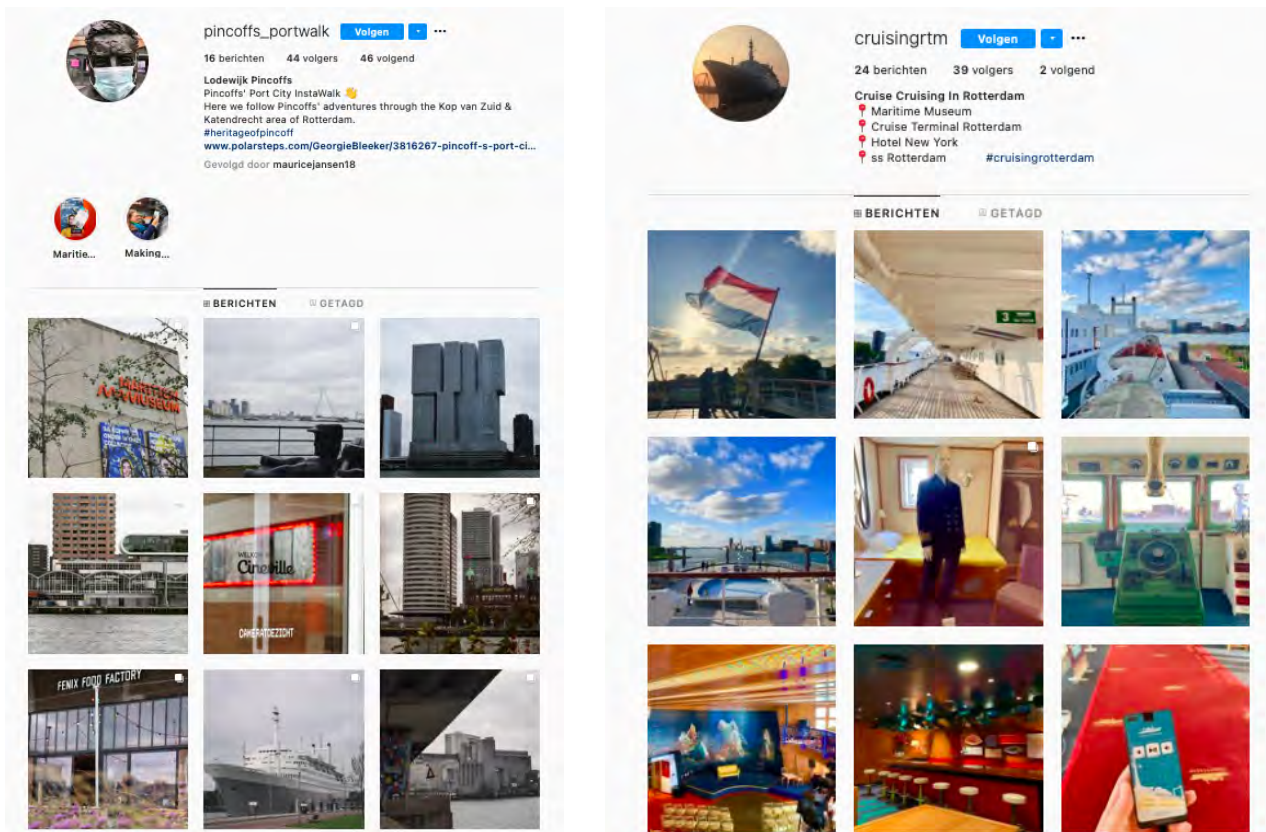 pincoffs_portwalk Volgen
16 berichten 44 volgers 46 volgend
Lodewijk Pincoffs
Pincoffs' Port City InstaWalk 👋
Here we follow Pincoffs' adventures through the Kop van Zuid &
Katendrecht area of Rotterdam.
#heritageofpincoff
www.polarsteps.com/GeorgieBleeker/3816267-pincoff-s-port-ci...
Gevolgd door mauricejansen18
Maritie...
Making...
BERICHTEN GETAGD
MARITIEM
MUSEUM
WELKOM
Cineville
CAMERATOEZICHT
FENIX FOOD FACTORY
cruisingrtm Volgen
24 berichten 39 volgers 2 volgend
Cruise Cruising In Rotterdam
📍 Maritime Museum
📍 Cruise Terminal Rotterdam
📍 Hotel New York
📍 ss Rotterdam #cruisingrotterdam
BERICHTEN GETAGD
3